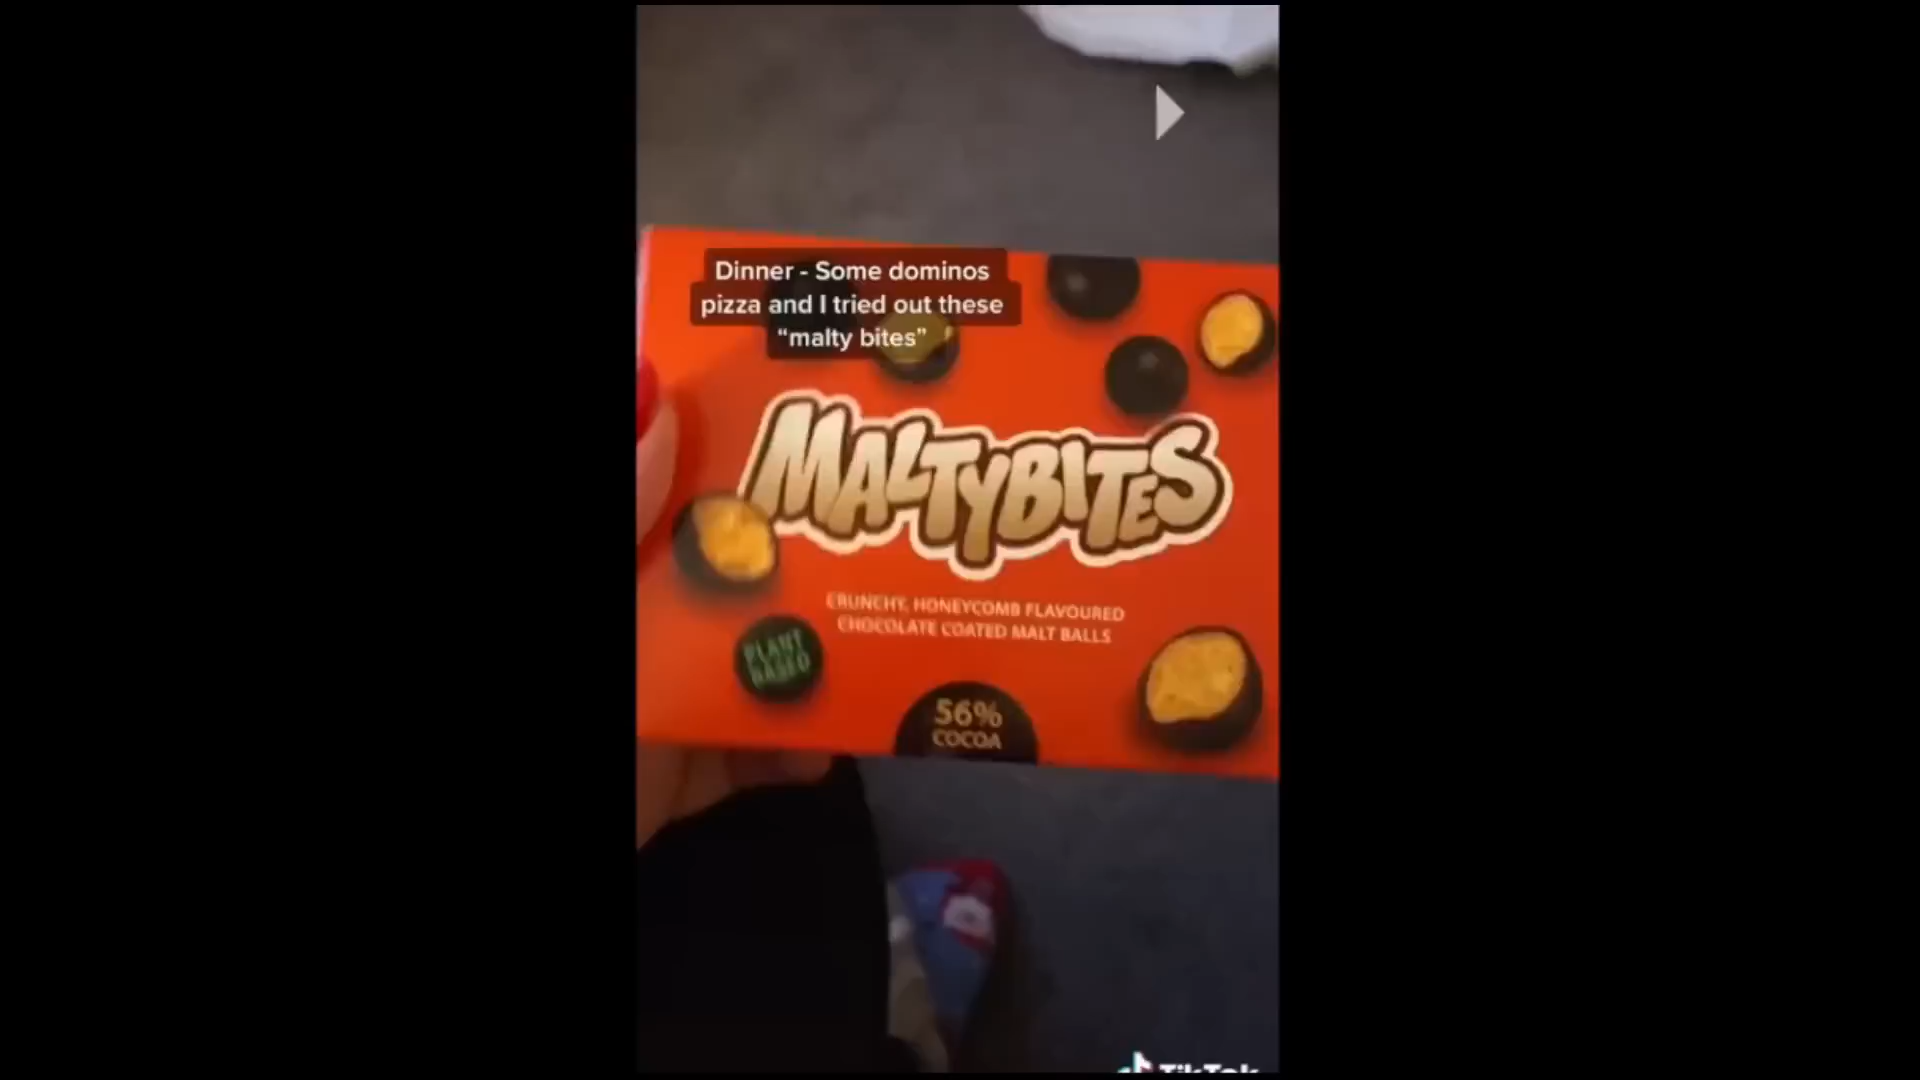 Dinner - Some dominos
pizza and I tried out these
“malty bites”
MALTYBITES
CRUNCHY, HONEYCOMB FLAVOURED
CHOCOLATE COATED MALT BALLS
PLANT
BASED
56%
COCOA
TikTok